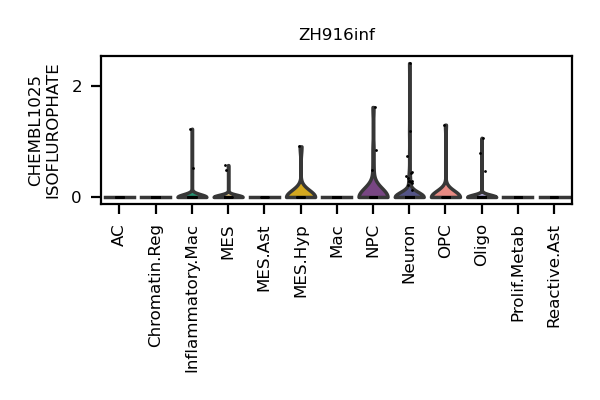 ZH916inf
CHEMBL1025
ISOFLUROPHATE
2
0
AC
Chromatin.Reg
Inflammatory.Mac
MES
MES.Ast
MES.Hyp
Mac
NPC
Neuron
OPC
Oligo
Prolif.Metab
Reactive.Ast